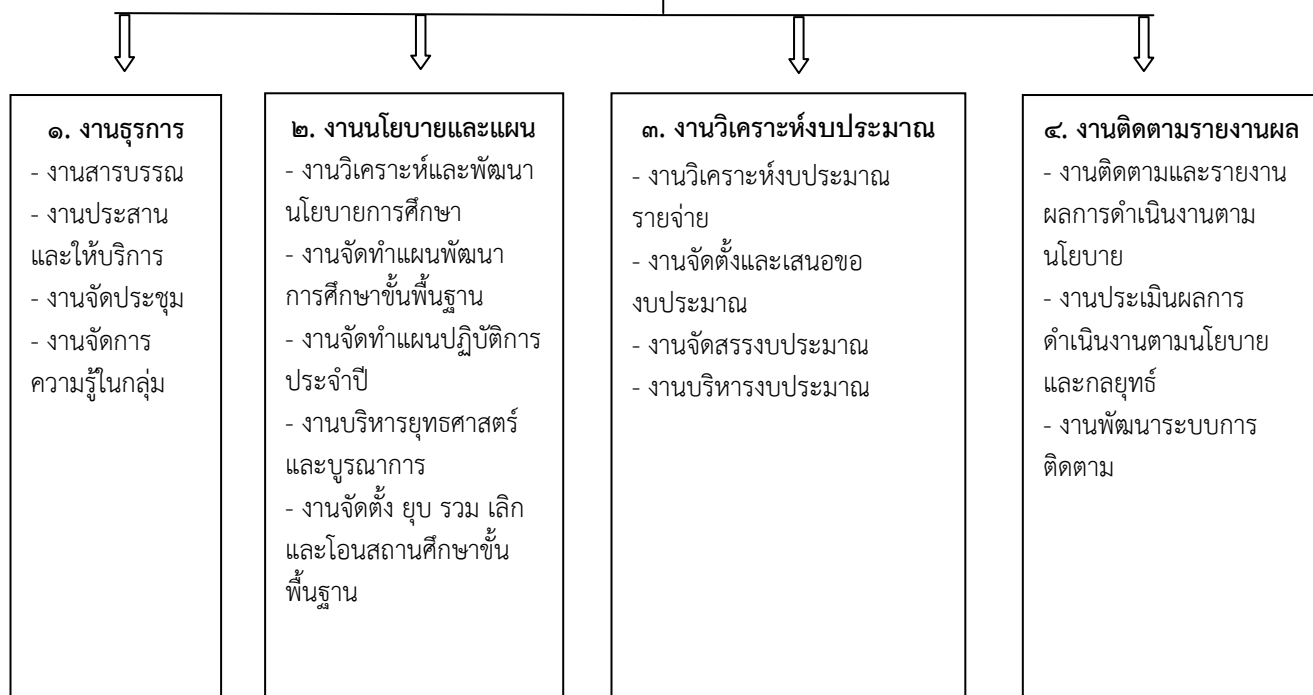 ๑. งานธุรการ
- งานสารบรรณ
- งานประสาน
และให้บริการ
- งานจัดประชุม
- งานจัดการ
ความรู้ในกลุ่ม
๒. งานนโยบายและแผน
- งานวิเคราะห์และพัฒนา
นโยบายการศึกษา
- งานจัดทำแผนพัฒนา
การศึกษาขั้นพื้นฐาน
- งานจัดทำแผนปฏิบัติการ
ประจำปี
- งานบริหารยุทธศาสตร์
และบูรณาการ
- งานจัดตั้ง ยุบ รวม เลิก
และโอนสถานศึกษาขั้น
พื้นฐาน
๓. งานวิเคราะห์งบประมาณ
- งานวิเคราะห์งบประมาณ
รายจ่าย
- งานจัดตั้งและเสนอขอ
งบประมาณ
- งานจัดสรรงบประมาณ
- งานบริหารงบประมาณ
๔. งานติดตามรายงานผล
- งานติดตามและรายงาน
ผลการดำเนินงานตาม
นโยบาย
- งานประเมินผลการ
ดำเนินงานตามนโยบาย
และกลยุทธ์
- งานพัฒนาระบบการ
ติดตาม